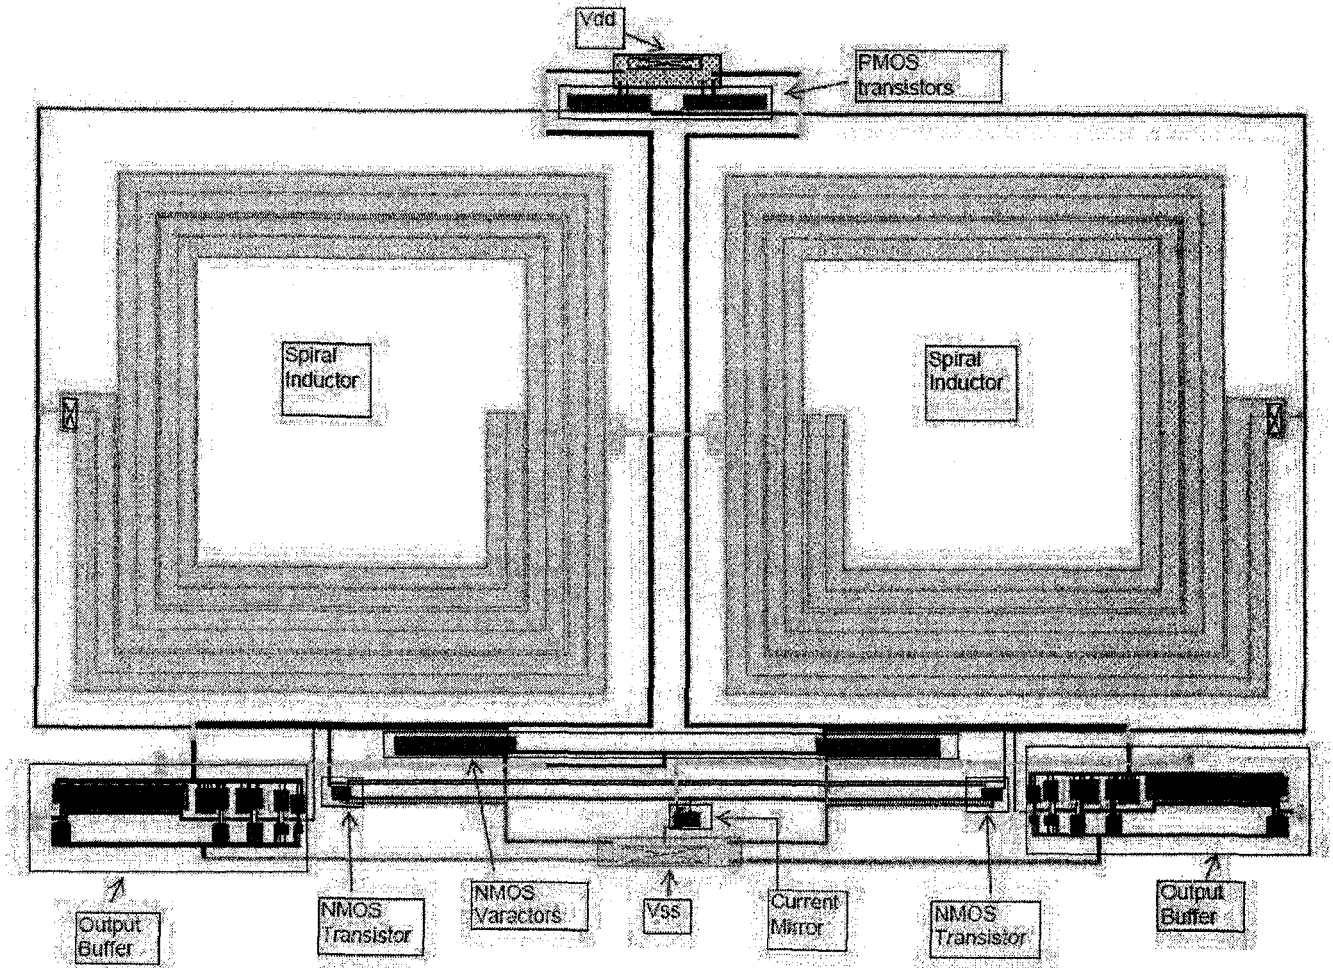 Vdd
PMOS
transistors
Spiral
Inductor
Spiral
Inductor
Output
Buffer
NMOS
Transistor
NMOS
Varactors
Vss
Current
Mirror
NMOS
Transistor
Output
Buffer